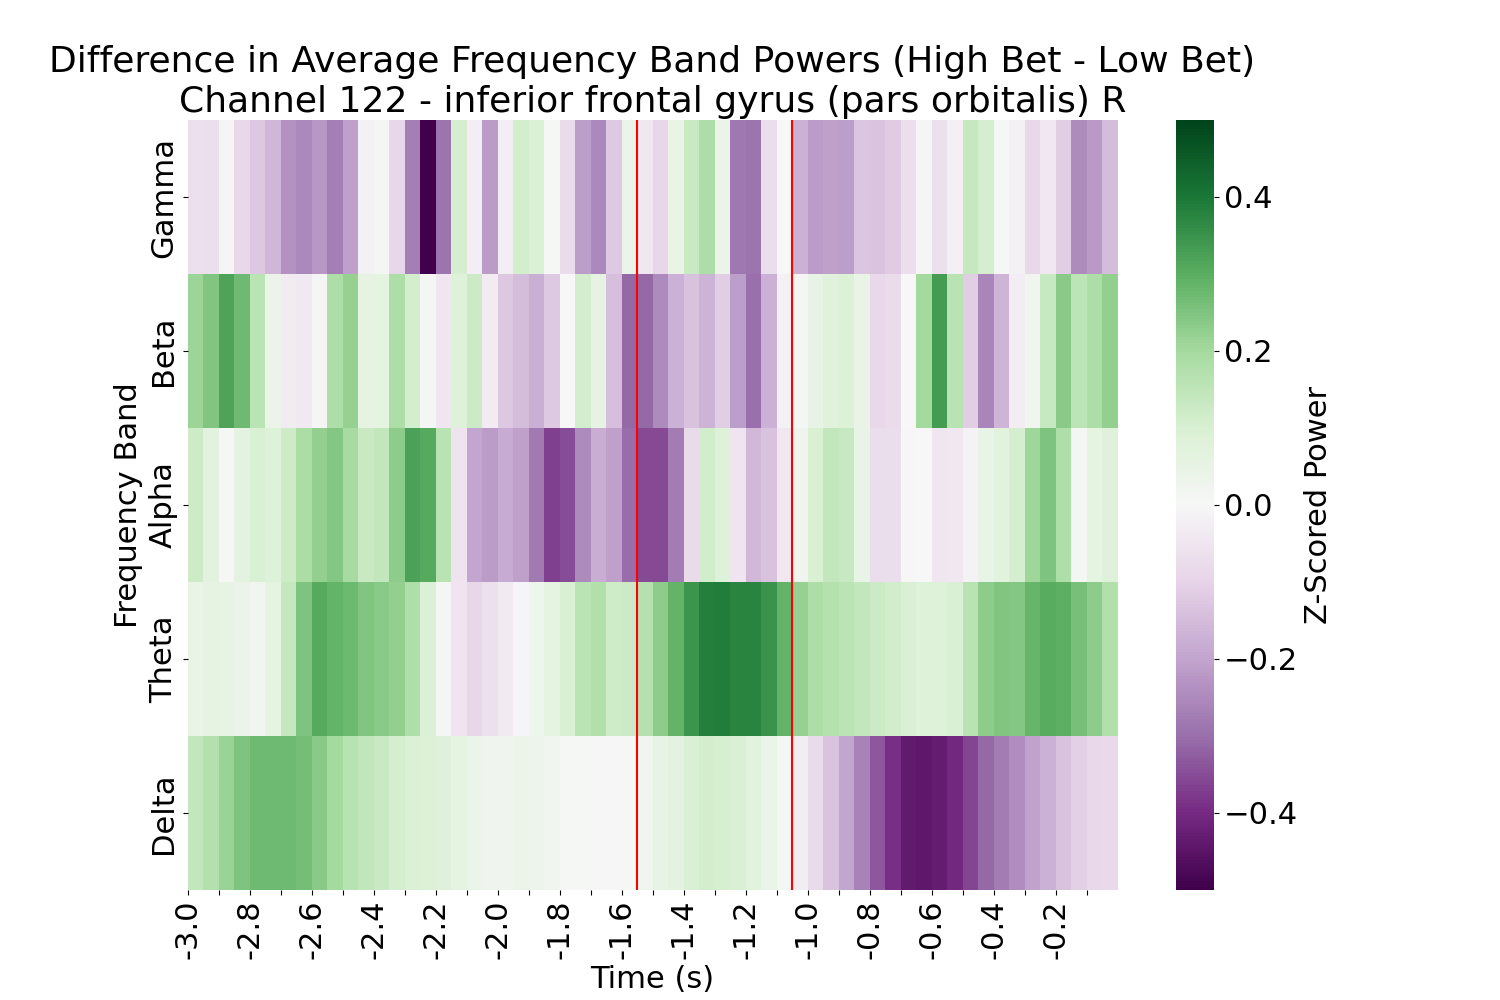 Difference in Average Frequency Band Powers (High Bet - Low Bet)
Channel 122 - inferior frontal gyrus (pars orbitalis) R
Frequency Band
Gamma
Beta
Alpha
Theta
Delta
-3.0
-2.8
-2.6
-2.4
-2.2
-2.0
-1.8
-1.6
-1.4
-1.2
-1.0
-0.8
-0.6
-0.4
-0.2
Time (s)
0.4
0.2
0.0
−0.2
−0.4
Z-Scored Power